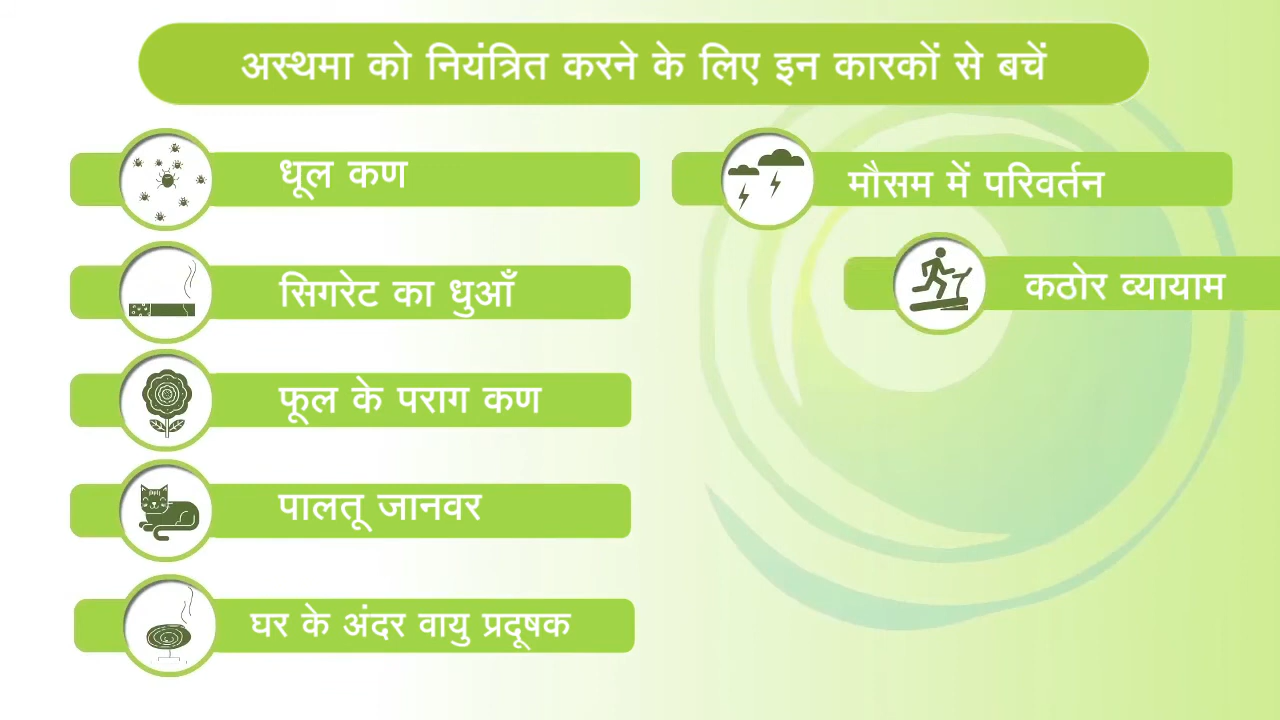 अस्थमा को नियंत्रित करने के लिए इन कारकों से बचें
धूल कण
सिगरेट का धुआँ
फूल के पराग कण
पालतू जानवर
घर के अंदर वायु प्रदूषक
मौसम में परिवर्तन
कठोर व्यायाम